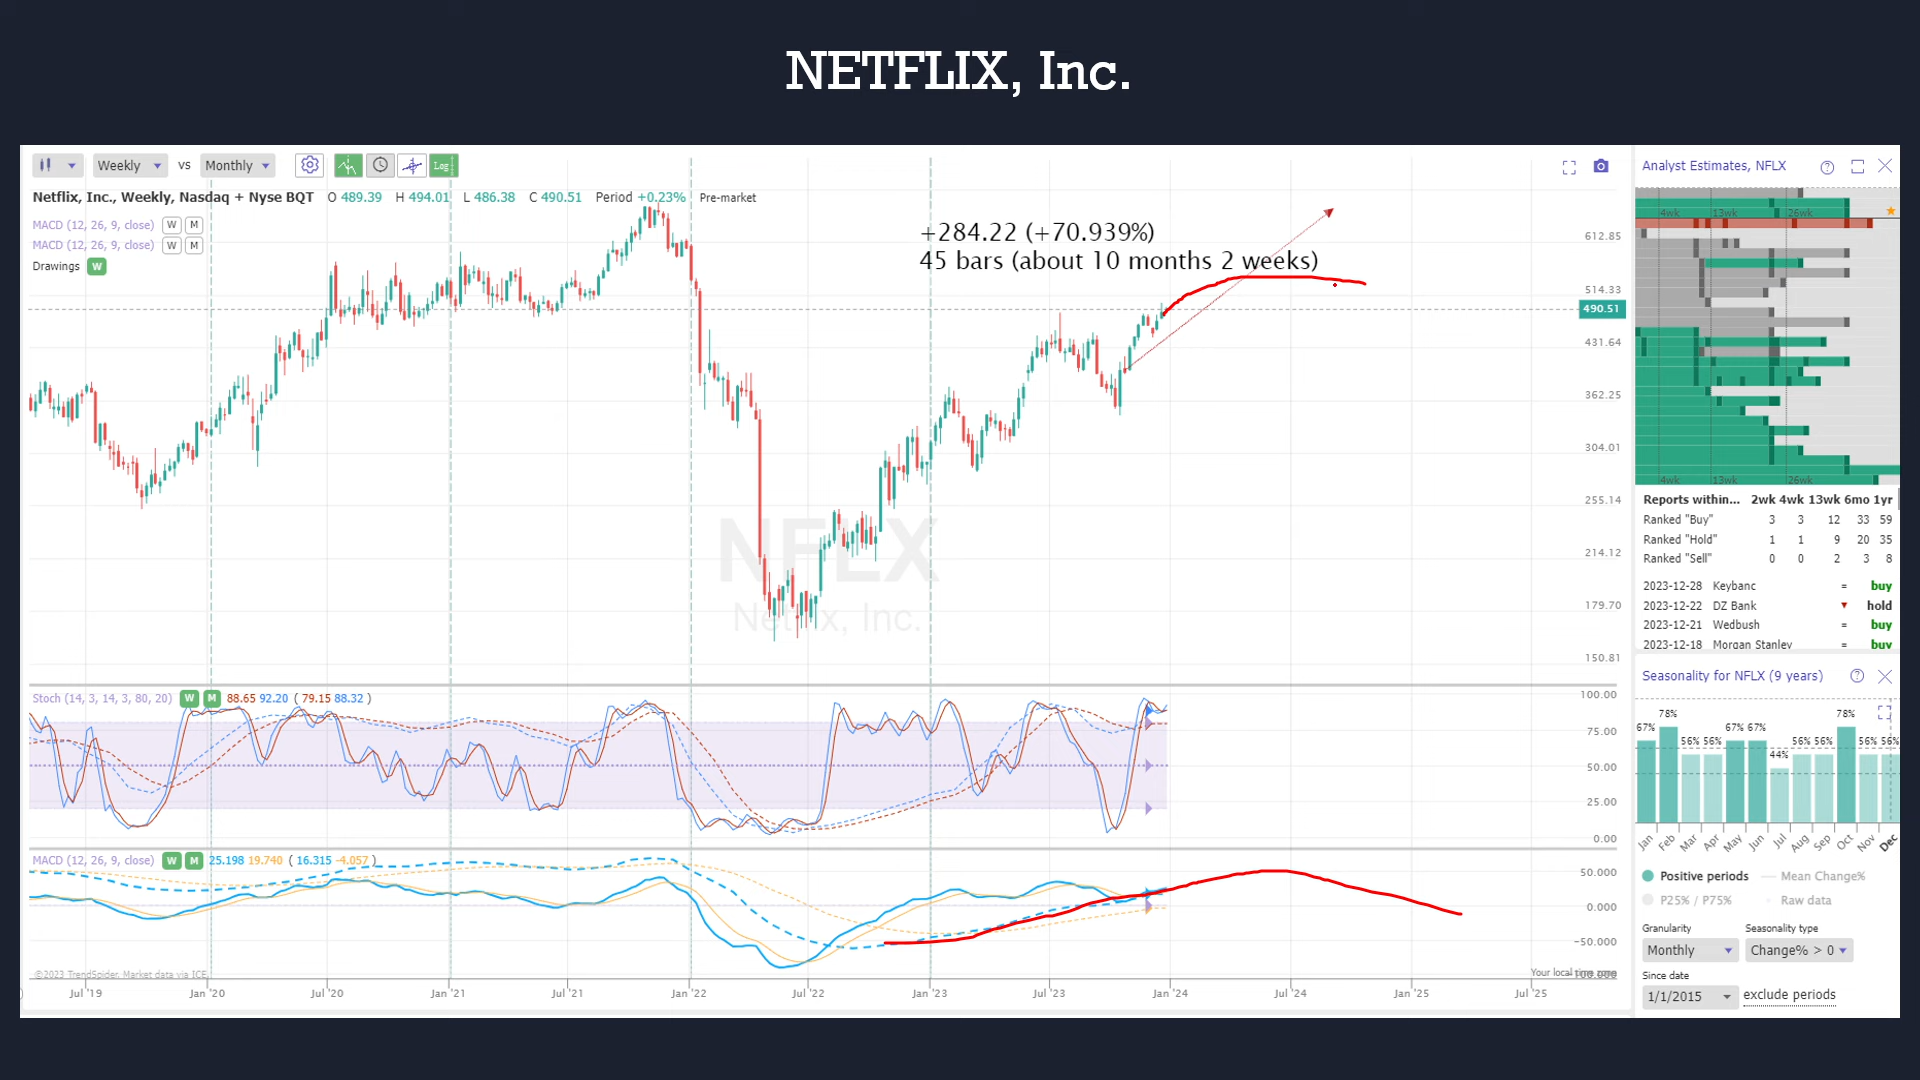 NETFLIX, Inc.
Weekly vs Monthly Log
Netflix, Inc., Weekly, Nasdaq + Nyse BQT O 489.39 H 494.01 L 486.38 C 490.51 Period +0.23% Pre-market
MACD (12, 26, 9, close) W M
MACD (12, 26, 9, close) W M
Drawings W
+284.22 (+70.939%)
45 bars (about 10 months 2 weeks)
612.85
514.33
490.51
431.64
362.25
304.01
255.14
214.12
179.70
150.81
NFLX
Netflix, Inc.
Stoch (14, 3, 14, 3, 80, 20) W M 88.65 92.20 ( 79.15 88.32 )
100.00
75.00
50.00
25.00
0.00
MACD (12, 26, 9, close) W M 25.198 19.740 ( 16.315 -4.057 )
50.000
0.000
-50.000
-100.000
©2023 TrendSpider. Market data via ICE
Your local time zone
Jul '19 Jan '20 Jul '20 Jan '21 Jul '21 Jan '22 Jul '22 Jan '23 Jul '23 Jan '24 Jul '24 Jan '25 Jul '25
Analyst Estimates, NFLX
4wk 13wk 26wk
4wk 13wk 26wk
Reports within... 2wk 4wk 13wk 6mo 1yr
Ranked "Buy" 3 3 12 33 59
Ranked "Hold" 1 1 9 20 35
Ranked "Sell" 0 0 2 3 8
2023-12-28 Keybanc = buy
2023-12-22 DZ Bank ▼ hold
2023-12-21 Wedbush = buy
2023-12-18 Morgan Stanley = buy
Seasonality for NFLX (9 years)
67% 78% 56% 56% 67% 67% 44% 56% 56% 78% 56% 56%
Jan Feb Mar Apr May Jun Jul Aug Sep Oct Nov Dec
Positive periods Mean Change%
P25% / P75% Raw data
Granularity Seasonality type
Monthly Change% > 0
Since date
1/1/2015 exclude periods